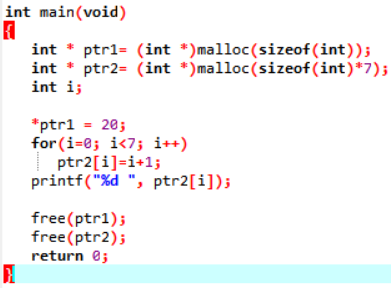 int main(void)
{
int * ptr1= (int *)malloc(sizeof(int));
int * ptr2= (int *)malloc(sizeof(int)*7);
int i;
*ptr1 = 20;
for(i=0; i<7; i++)
ptr2[i]=i+1;
printf("%d ", ptr2[i]);
free(ptr1);
free(ptr2);
return 0;
}